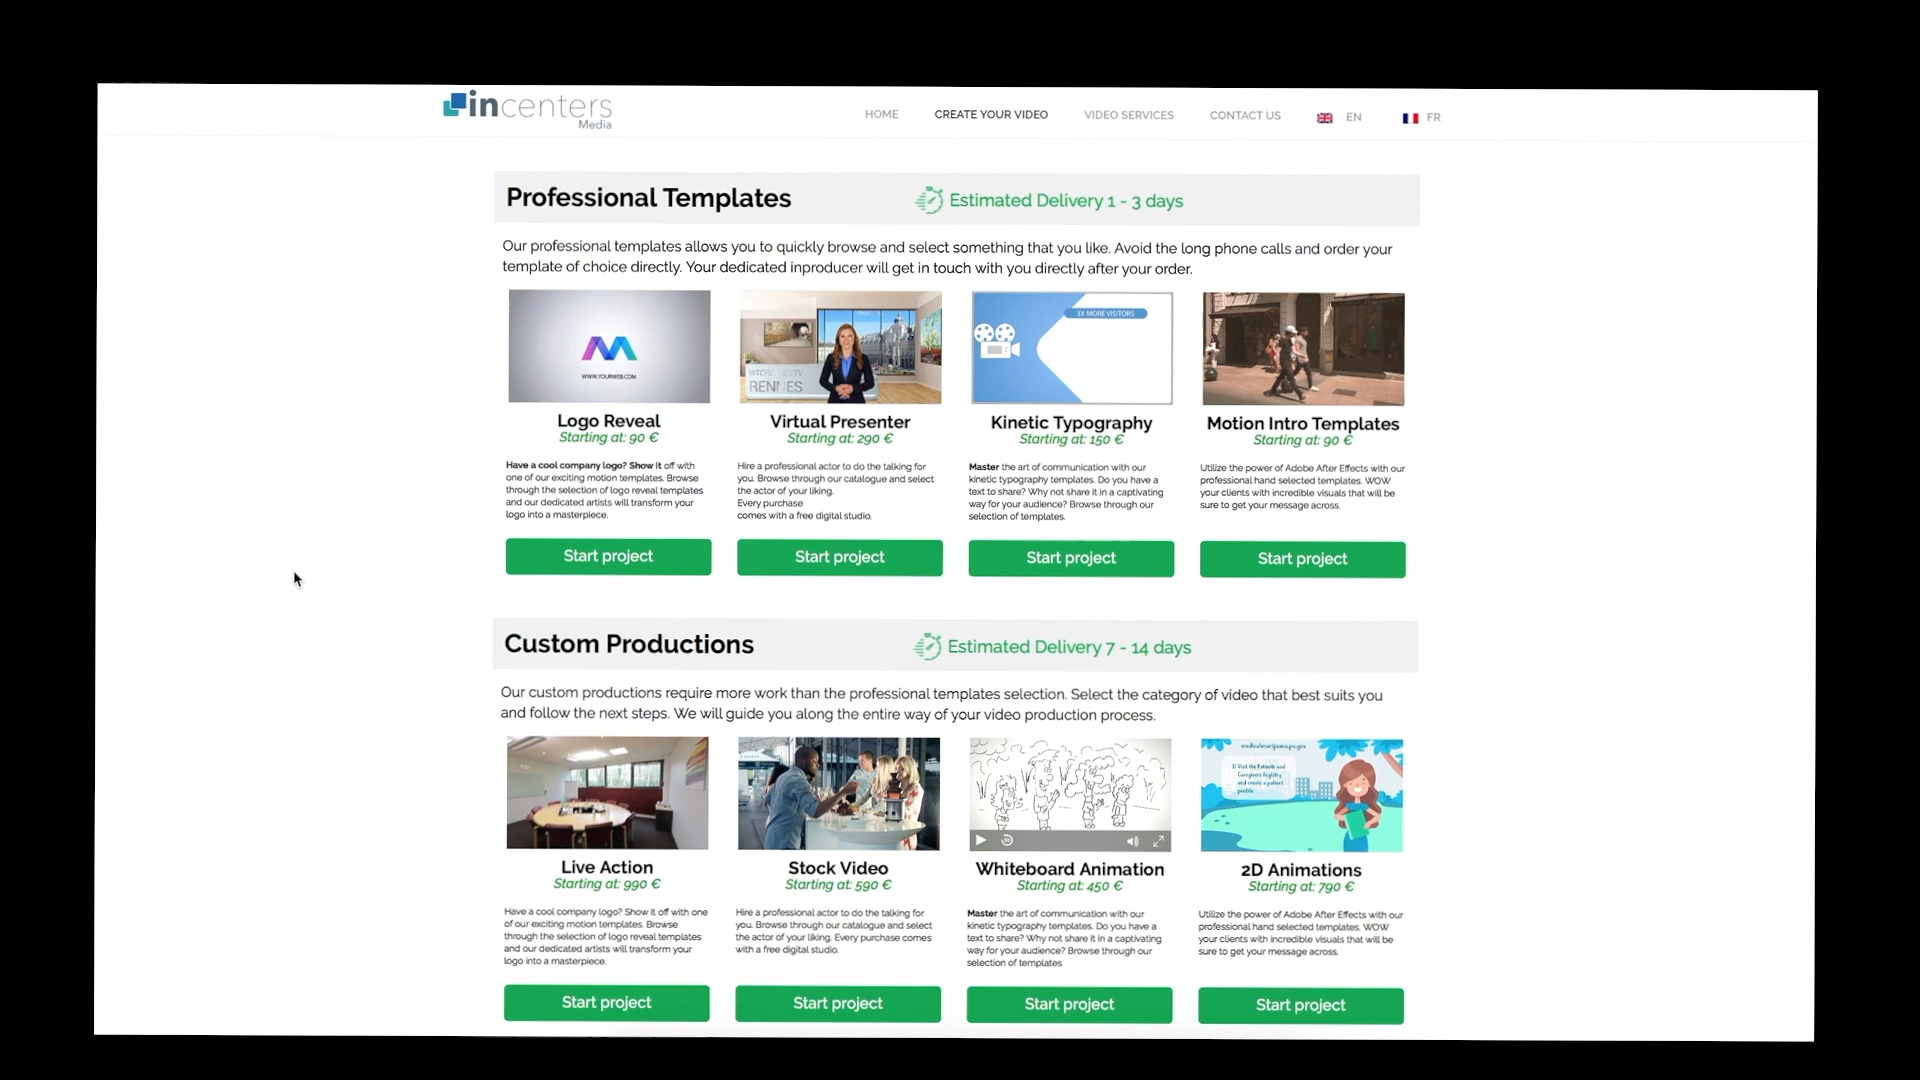 incenters
Media
HOME
CREATE YOUR VIDEO
VIDEO SERVICES
CONTACT US
EN
FR
Professional Templates
Estimated Delivery 1 - 3 days
Our professional templates allows you to quickly browse and select something that you like. Avoid the long phone calls and order your
template of choice directly. Your dedicated inproducer will get in touch with you directly after your order.
WWW.YOURWEB.COM
RENNES
3X MORE VISITORS
Logo Reveal
Starting at: 90 €
Have a cool company logo? Show it off with
one of our exciting motion templates. Browse
through the selection of logo reveal templates
and our dedicated artists will transform your
logo into a masterpiece.
Start project
Virtual Presenter
Starting at: 290 €
Hire a professional actor to do the talking for
you. Browse through our catalogue and select
the actor of your liking.
Every purchase
comes with a free digital studio.
Start project
Kinetic Typography
Starting at: 150 €
Master the art of communication with our
kinetic typography templates. Do you have a
text to share? Why not share it in a captivating
way for your audience? Browse through our
selection of templates.
Start project
Motion Intro Templates
Starting at: 90 €
Utilize the power of Adobe After Effects with our
professional hand selected templates. WOW
your clients with incredible visuals that will be
sure to get your message across.
Start project
Custom Productions
Estimated Delivery 7 - 14 days
Our custom productions require more work than the professional templates selection. Select the category of video that best suits you
and follow the next steps. We will guide you along the entire way of your video production process.
medicalmarijuana.pa.gov
Visit the Patients and
Caregivers Registry
and create a patient
profile
Live Action
Starting at: 990 €
Have a cool company logo? Show it off with one
of our exciting motion templates. Browse
through the selection of logo reveal templates
and our dedicated artists will transform your
logo into a masterpiece.
Start project
Stock Video
Starting at: 590 €
Hire a professional actor to do the talking for
you. Browse through our catalogue and select
the actor of your liking. Every purchase comes
with a free digital studio.
Start project
Whiteboard Animation
Starting at: 450 €
Master the art of communication with our
kinetic typography templates. Do you have a
text to share? Why not share it in a captivating
way for your audience? Browse through our
selection of templates
Start project
2D Animations
Starting at: 790 €
Utilize the power of Adobe After Effects with our
professional hand selected templates. WOW
your clients with incredible visuals that will be
sure to get your message across.
Start project